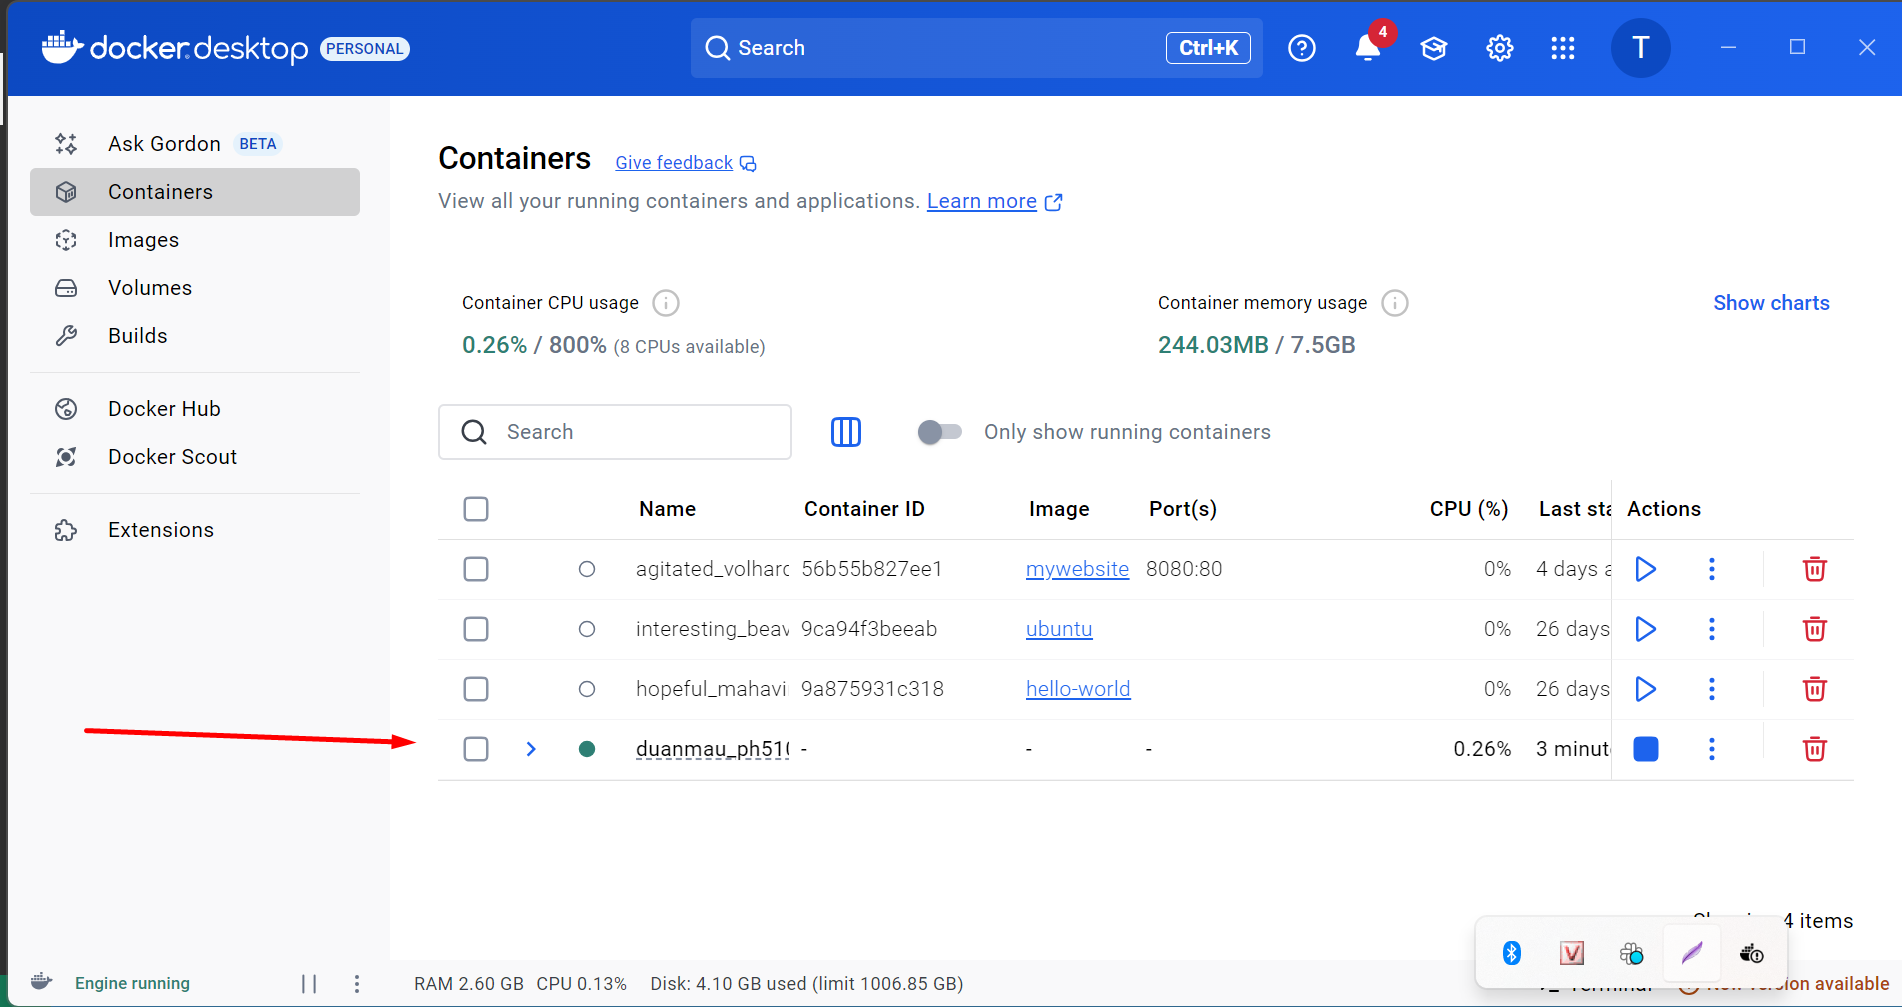 docker desktop PERSONAL
Search Ctrl+K
4
T
Ask Gordon BETA
Containers
Images
Volumes
Builds
Docker Hub
Docker Scout
Extensions
Containers Give feedback
View all your running containers and applications. Learn more
Container CPU usage
0.26% / 800% (8 CPUs available)
Container memory usage
244.03MB / 7.5GB
Show charts
Search
Only show running containers
Name Container ID Image Port(s) CPU (%) Last sta Actions
agitated_volhard 56b55b827ee1 mywebsite 8080:80 0% 4 days a
interesting_beav 9ca94f3beeab ubuntu 0% 26 days
hopeful_mahavi 9a875931c318 hello-world 0% 26 days
duanmau_ph510 - - - 0.26% 3 minut
4 items
Engine running
RAM 2.60 GB CPU 0.13% Disk: 4.10 GB used (limit 1006.85 GB)
Terminal
New version available